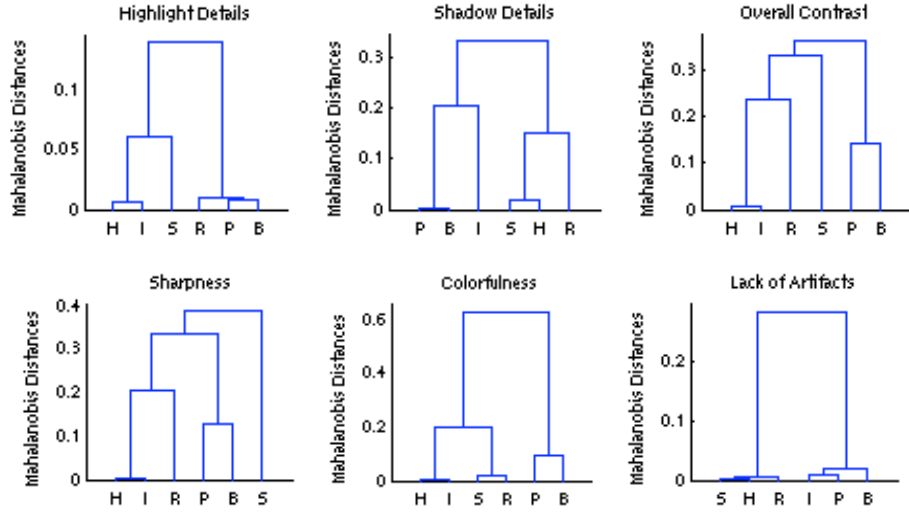 Highlight Details
Mahalanobis Distances
0.1
0.05
0
H I S R P B
Shadow Details
Mahalanobis Distances
0.3
0.2
0.1
0
P B I S H R
Overall Contrast
Mahalanobis Distances
0.3
0.2
0.1
0
H I R S P B
Sharpness
Mahalanobis Distances
0.4
0.3
0.2
0.1
0
H I R P B S
Colorfulness
Mahalanobis Distances
0.6
0.4
0.2
0
H I S R P B
Lack of Artifacts
Mahalanobis Distances
0.2
0.1
0
S H R I P B